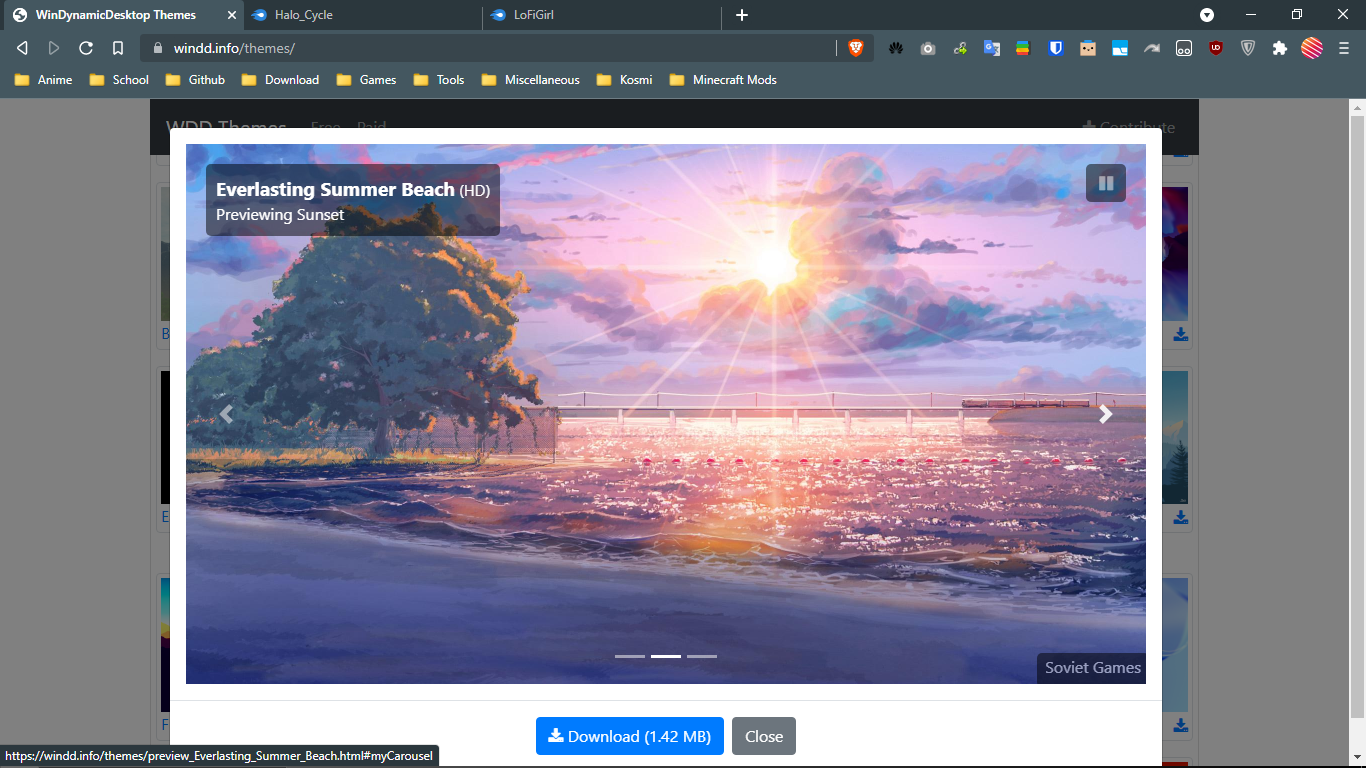 WinDynamicDesktop Themes
Halo_Cycle
LoFiGirl
windd.info/themes/
Anime
School
Github
Download
Games
Tools
Miscellaneous
Kosmi
Minecraft Mods
WDD Themes Free Paid
Contribute
Everlasting Summer Beach (HD)
Previewing Sunset
B
E
F
Soviet Games
Download (1.42 MB)
Close
https://windd.info/themes/preview_Everlasting_Summer_Beach.html#myCarousel